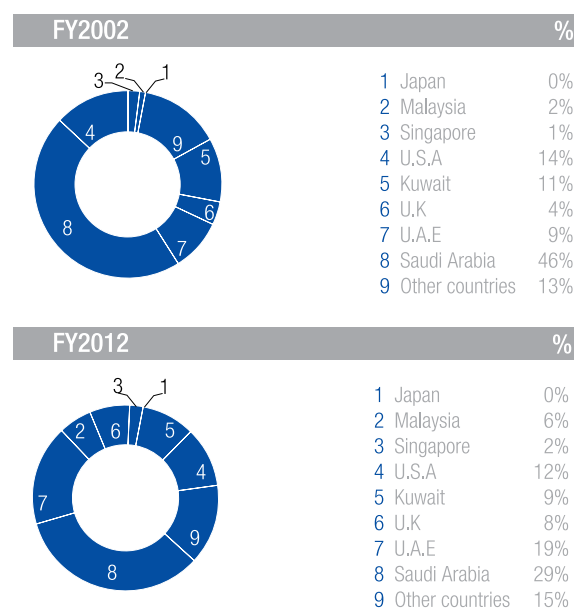 FY2002 %
3 2 1
4 9 5 6 7 8
1 Japan 0%
2 Malaysia 2%
3 Singapore 1%
4 U.S.A 14%
5 Kuwait 11%
6 U.K 4%
7 U.A.E 9%
8 Saudi Arabia 46%
9 Other countries 13%
FY2012 %
3 1
2 6 5 4 9 8 7
1 Japan 0%
2 Malaysia 6%
3 Singapore 2%
4 U.S.A 12%
5 Kuwait 9%
6 U.K 8%
7 U.A.E 19%
8 Saudi Arabia 29%
9 Other countries 15%